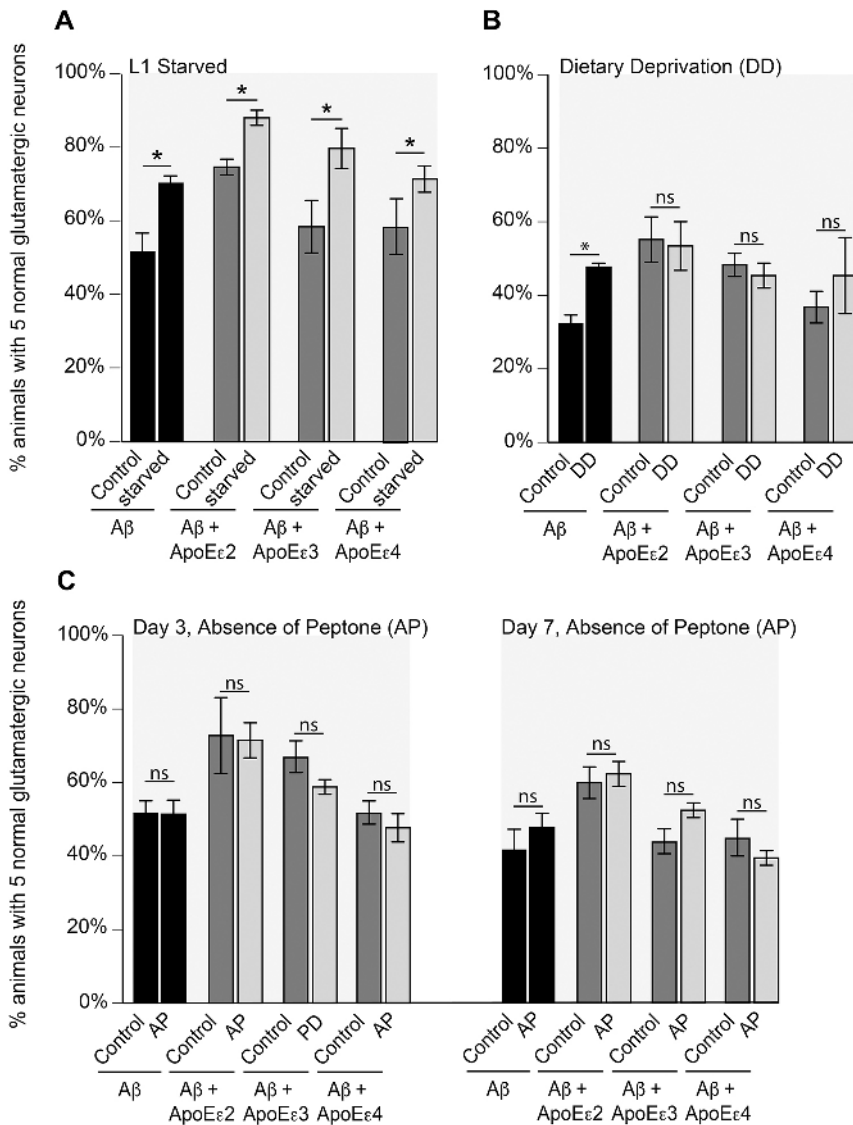 A
L1 Starved
% animals with 5 normal glutamatergic neurons
100%
80%
60%
40%
20%
0%
* * * *
Control starved Control starved Control starved Control starved
Aβ Aβ + Aβ + Aβ +
ApoEε2 ApoEε3 ApoEε4
B
Dietary Deprivation (DD)
100%
80%
60%
40%
20%
0%
* ns ns ns
Control DD Control DD Control DD Control DD
Aβ Aβ + Aβ + Aβ +
ApoEε2 ApoEε3 ApoEε4
C
Day 3, Absence of Peptone (AP)
% animals with 5 normal glutamatergic neurons
100%
80%
60%
40%
20%
0%
ns ns ns ns
Control AP Control AP Control PD Control AP
Aβ Aβ + Aβ + Aβ +
ApoEε2 ApoEε3 ApoEε4
Day 7, Absence of Peptone (AP)
ns ns ns ns
Control AP Control AP Control AP Control AP
Aβ Aβ + Aβ + Aβ +
ApoEε2 ApoEε3 ApoEε4